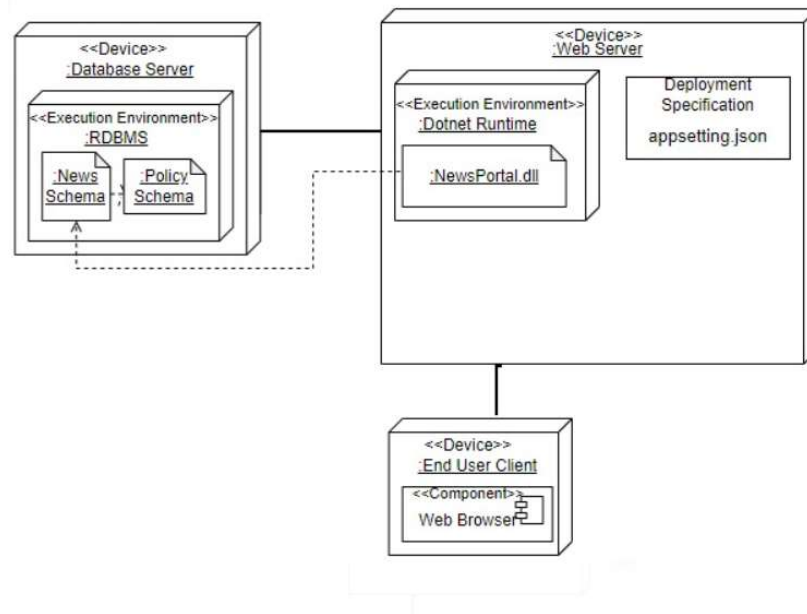 <<Device>>
:Database Server
<<Execution Environment>>
:RDBMS
:News
Schema
:Policy
Schema
<<Device>>
:Web Server
<<Execution Environment>>
:Dotnet Runtime
:NewsPortal.dll
Deployment
Specification
appsetting.json
<<Device>>
:End User Client
<<Component>>
Web Browser